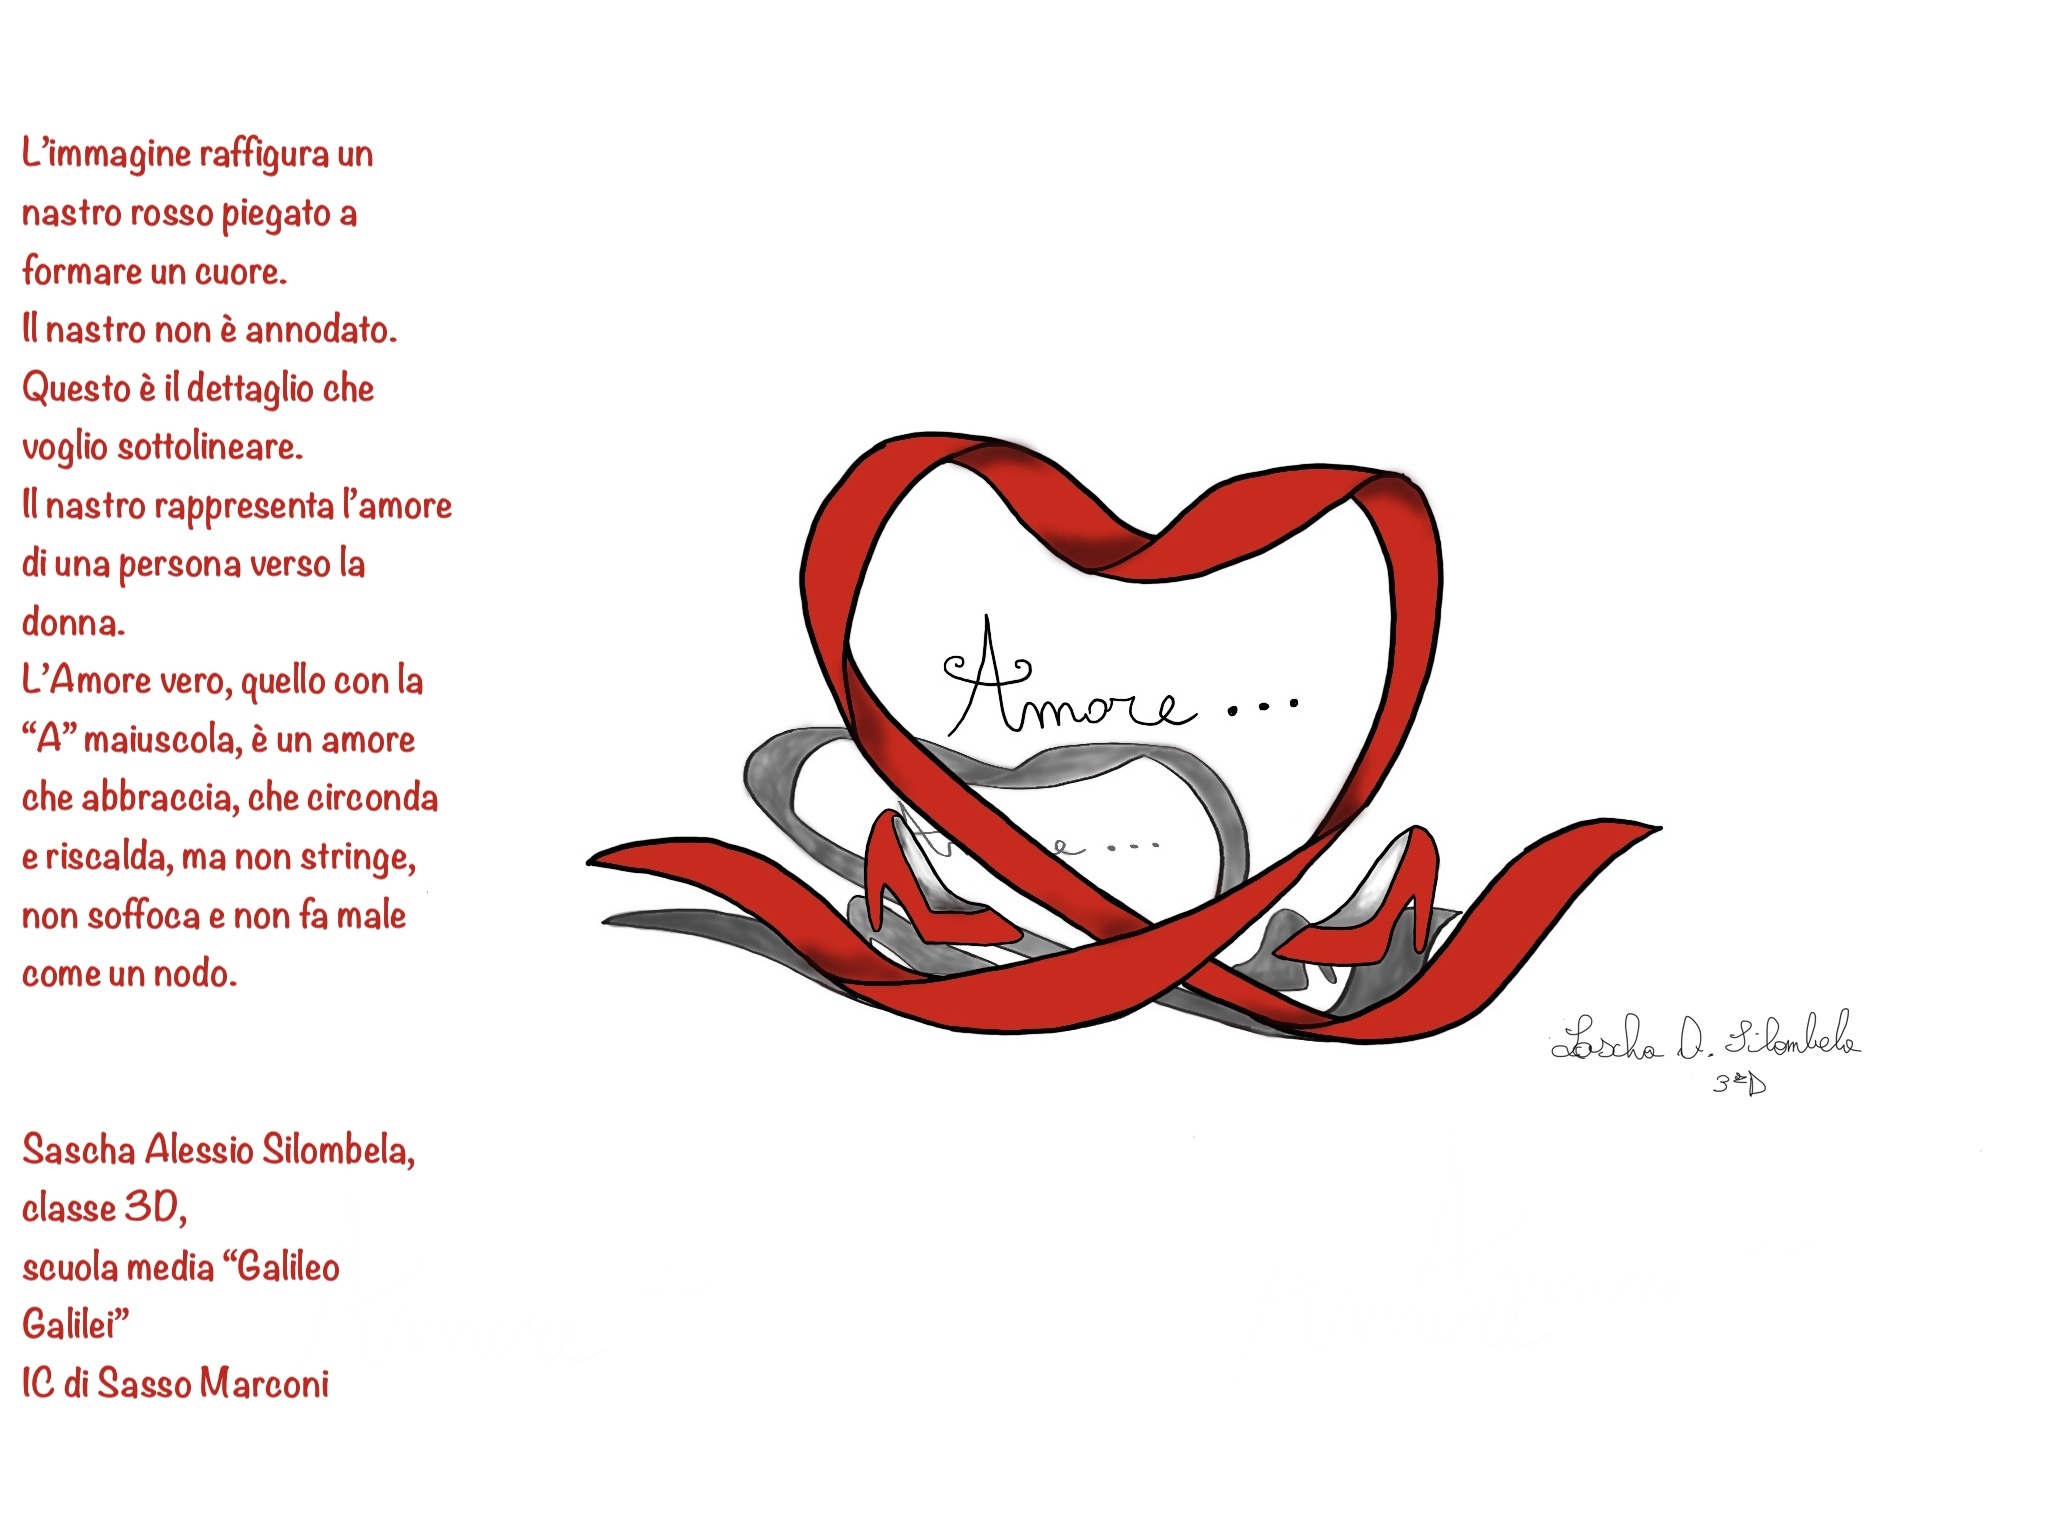 L’immagine raffigura un
nastro rosso piegato a
formare un cuore.
Il nastro non è annodato.
Questo è il dettaglio che
voglio sottolineare.
Il nastro rappresenta l’amore
di una persona verso la
donna.
L’Amore vero, quello con la
“A” maiuscola, è un amore
che abbraccia, che circonda
e riscalda, ma non stringe,
non soffoca e non fa male
come un nodo.
Sascha Alessio Silombela,
classe 3D,
scuola media “Galileo
Galilei”
IC di Sasso Marconi
Amore ...
A e ...
Sascha A. Silombela
3ªD